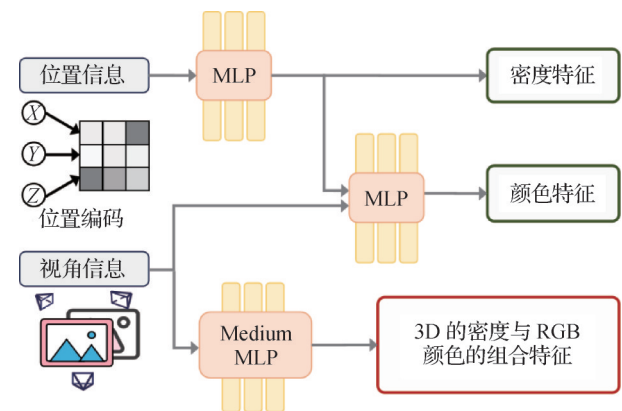 位置信息
MLP
密度特征
X
Y
Z
位置编码
MLP
颜色特征
视角信息
Medium
MLP
3D 的密度与 RGB
颜色的组合特征